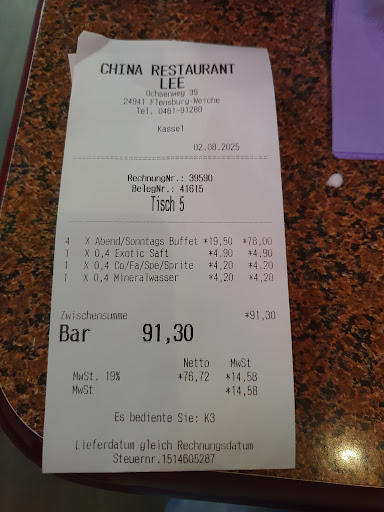 CHINA RESTAURANT
LEE
Ochsenweg 39
24941 Flensburg-Weiche
Tel. 0461-91288
Kasse1
02.08.2025
RechnungNr.: 39590
BelegNr.: 41615
Tisch 5
4 X Abend/Sonntags Buffet *19,50 *78,00
1 X 0,4 Exotic Saft *4,90 *4,90
1 X 0,4 Co/Fa/Spe/Sprite *4,20 *4,20
1 X 0,4 Mineralwasser *4,20 *4,20
Zwischensumme *91,30
Bar 91,30
Netto MwSt
MwSt. 19% *76,72 *14,58
MwSt *14,58
Es bediente Sie: K3
Lieferdatum gleich Rechnungsdatum
Steuernr.1514605287